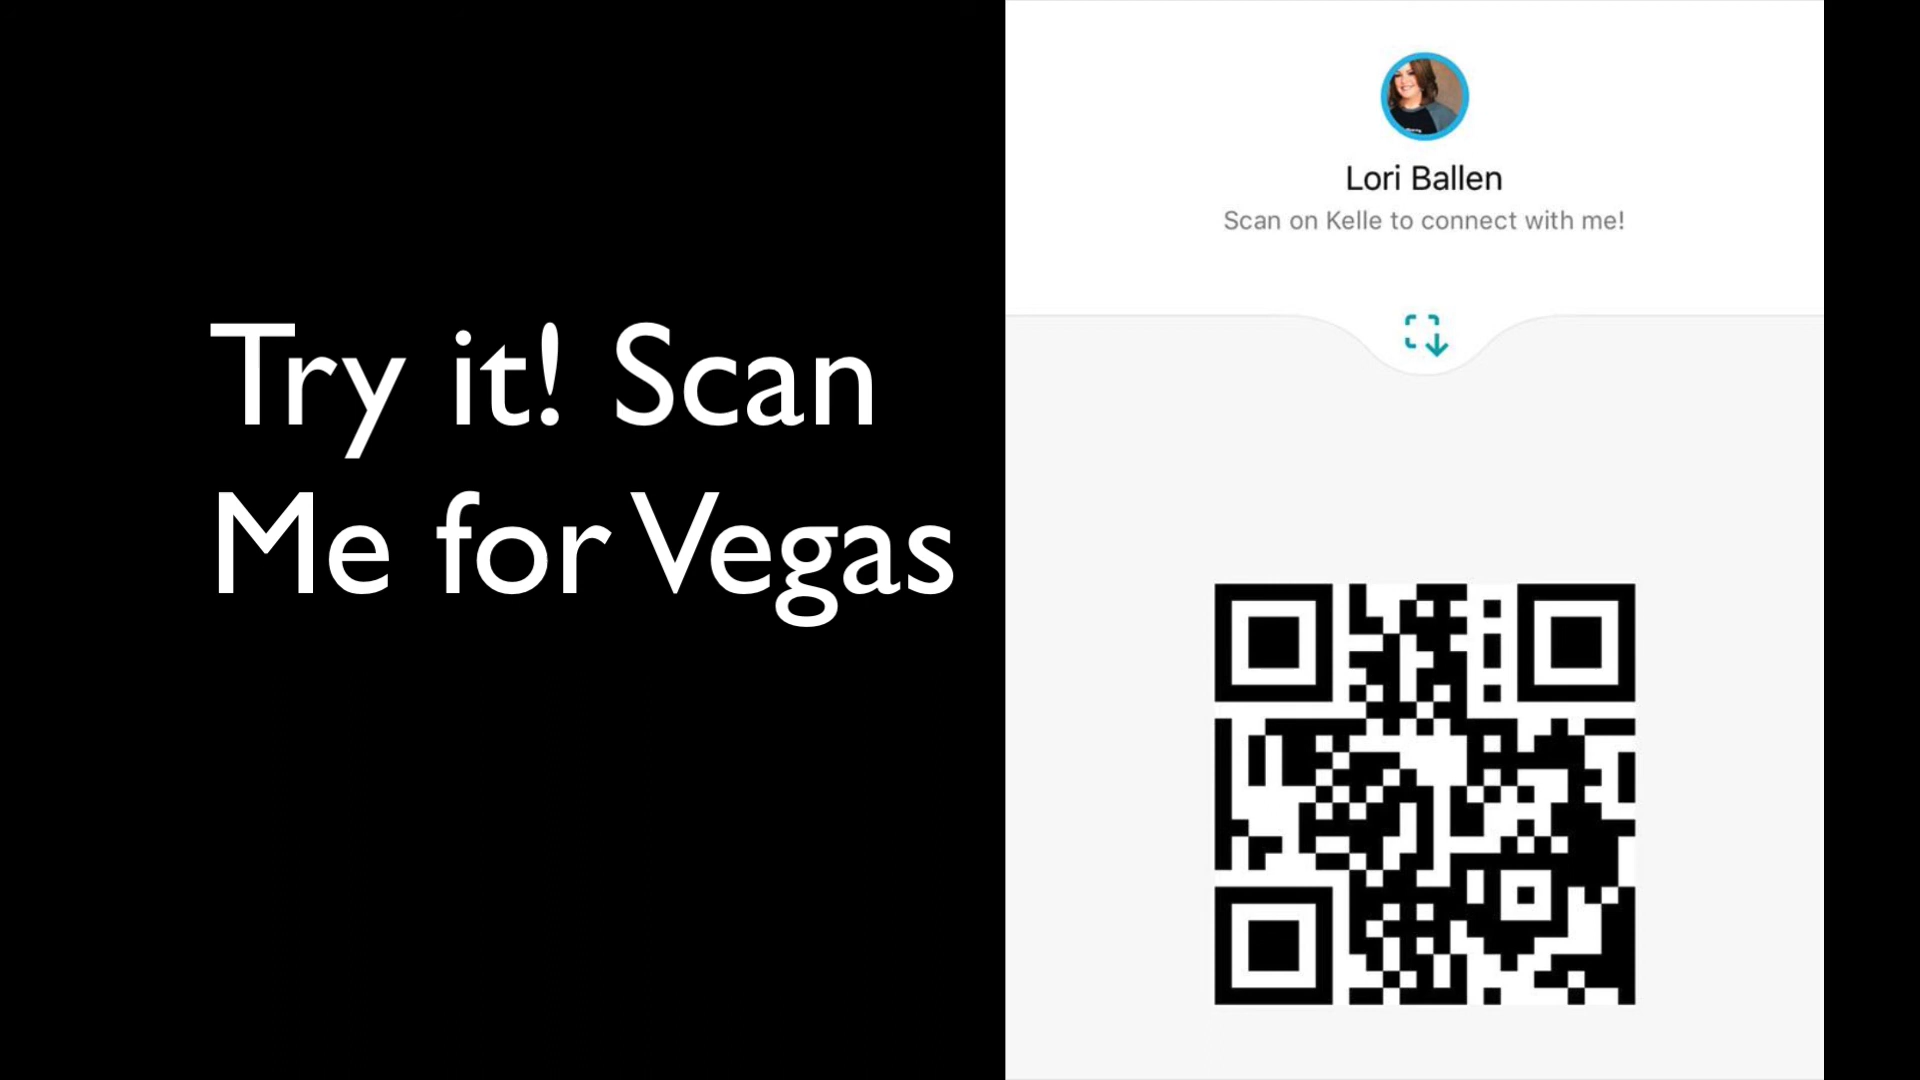 Try it! Scan
Me for Vegas
Lori Ballen
Scan on Kelle to connect with me!